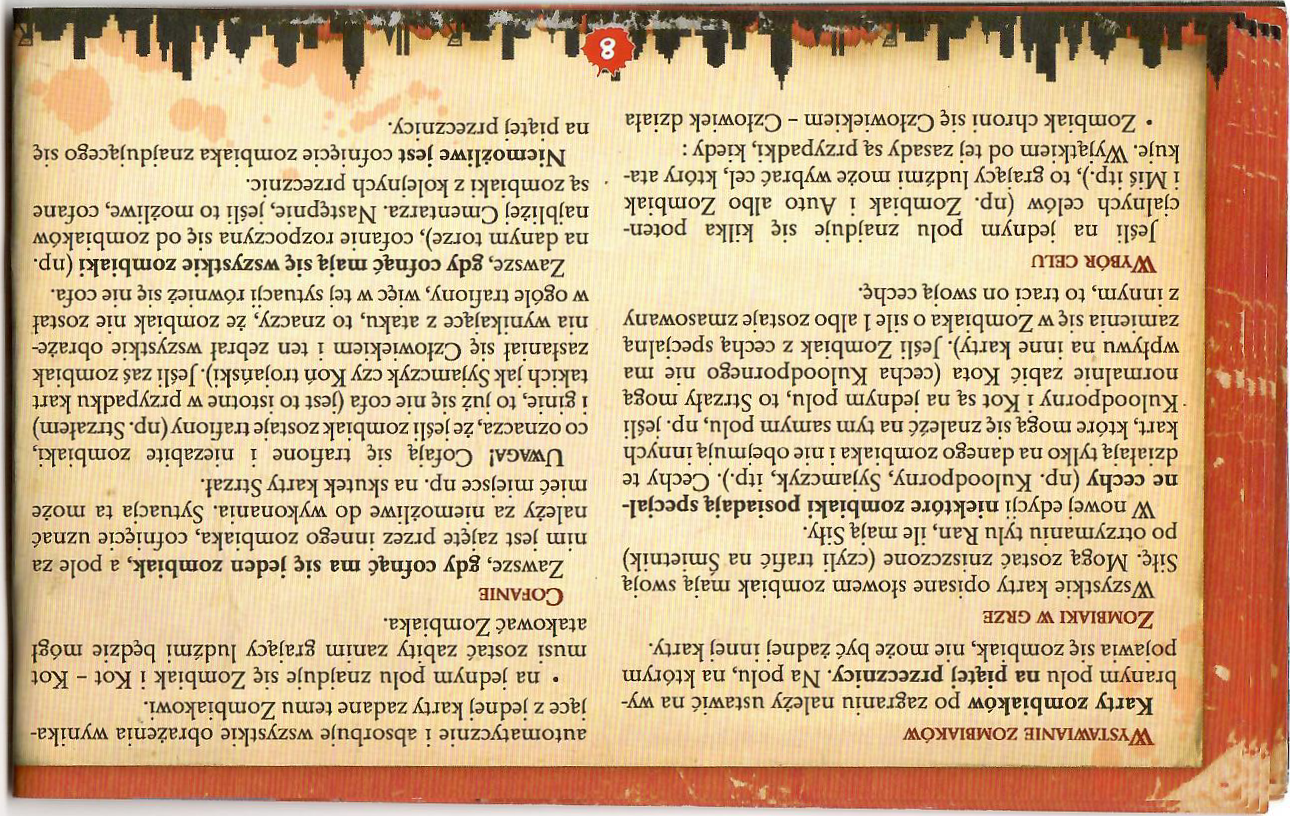 Wystawianie zombiaków
Karty zombiaków po zagraniu należy ustawić na wy-
branym polu na piątej przecznicy. Na polu, na którym
pojawia się zombiak, nie może być żadnej innej karty.
Zombiaki w grze
Wszystkie karty opisane słowem zombiak mają swoją
Siłę. Mogą zostać zniszczone (czyli trafić na Śmietnik)
po otrzymaniu tylu Ran, ile mają Siły.
W nowej edycji niektóre zombiaki posiadają specjal-
ne cechy (np. Kuloodporny, Syjamczyk, itp.). Cechy te
działają tylko na danego zombiaka i nie obejmują innych
kart, które mogą się znaleźć na tym samym polu, np. jeśli
Kuloodporny i Kot są na jednym polu, to Strzały mogą
normalnie zabić Kota (cecha Kuloodpornego nie ma
wpływu na inne karty). Jeśli Zombiak z cechą specjalną
zamienia się w Zombiaka o sile 1 albo zostaje zmasowany
z innym, to traci on swoją cechę.
Wybór celu
Jeśli na jednym polu znajduje się kilka poten-
cjalnych celów (np. Zombiak i Auto albo Zombiak
i Miś itp.), to grający ludźmi może wybrać cel, który ata-
kuje. Wyjątkiem od tej zasady są przypadki, kiedy :
• Zombiak chroni się Człowiekiem – Człowiek działa
automatycznie i absorbuje wszystkie obrażenia wynika-
jące z jednej karty zadane temu Zombiakowi.
• na jednym polu znajduje się Zombiak i Kot – Kot
musi zostać zabity zanim grający ludźmi będzie mógł
atakować Zombiaka.
Cofanie
Zawsze, gdy cofnąć ma się jeden zombiak, a pole za
nim jest zajęte przez innego zombiaka, cofnięcie uznać
należy za niemożliwe do wykonania. Sytuacja ta może
mieć miejsce np. na skutek karty Strzał.
Uwaga! Cofają się trafione i niezabite zombiaki,
co oznacza, że jeśli zombiak zostaje trafiony (np. Strzałem)
i ginie, to już się nie cofa (jest to istotne w przypadku kart
takich jak Syjamczyk czy Koń trojański). Jeśli zaś zombiak
zasłaniał się Człowiekiem i ten zebrał wszystkie obraże-
nia wynikające z ataku, to znaczy, że zombiak nie został
w ogóle trafiony, więc w tej sytuacji również się nie cofa.
Zawsze, gdy cofnąć mają się wszystkie zombiaki (np.
na danym torze), cofanie rozpoczyna się od zombiaków
najbliżej Cmentarza. Następnie, jeśli to możliwe, cofane
są zombiaki z kolejnych przecznic.
Niemożliwe jest cofnięcie zombiaka znajdującego się
na piątej przecznicy.
8